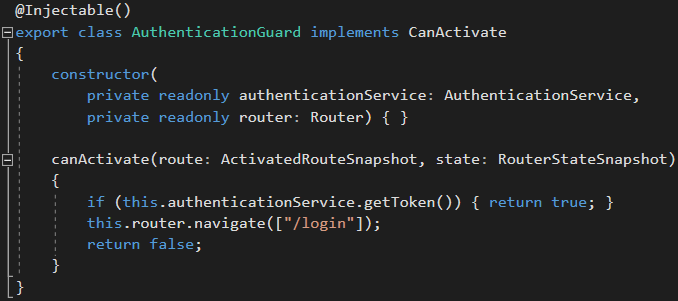 @Injectable()
export class AuthenticationGuard implements CanActivate
{
    constructor(
        private readonly authenticationService: AuthenticationService,
        private readonly router: Router) { }

    canActivate(route: ActivatedRouteSnapshot, state: RouterStateSnapshot)
    {
        if (this.authenticationService.getToken()) { return true; }
        this.router.navigate(["/login"]);
        return false;
    }
}